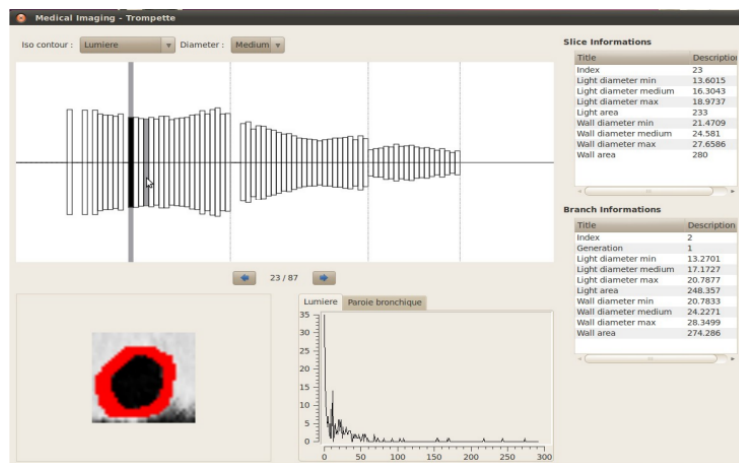 Medical Imaging - Trompette
Iso contour : Lumiere Diameter : Medium
23 / 87
Lumiere Paroie bronchique
35
30
25
20
15
10
5
0
0 50 100 150 200 250 300
Slice Informations
Title Description
Index 23
Light diameter min 13.6015
Light diameter medium 16.3043
Light diameter max 18.9737
Light area 233
Wall diameter min 21.4709
Wall diameter medium 24.581
Wall diameter max 27.6586
Wall area 280
Branch Informations
Title Description
Index 2
Generation 1
Light diameter min 13.2701
Light diameter medium 17.1727
Light diameter max 20.7877
Light area 248.357
Wall diameter min 20.7833
Wall diameter medium 24.2271
Wall diameter max 28.3499
Wall area 274.286